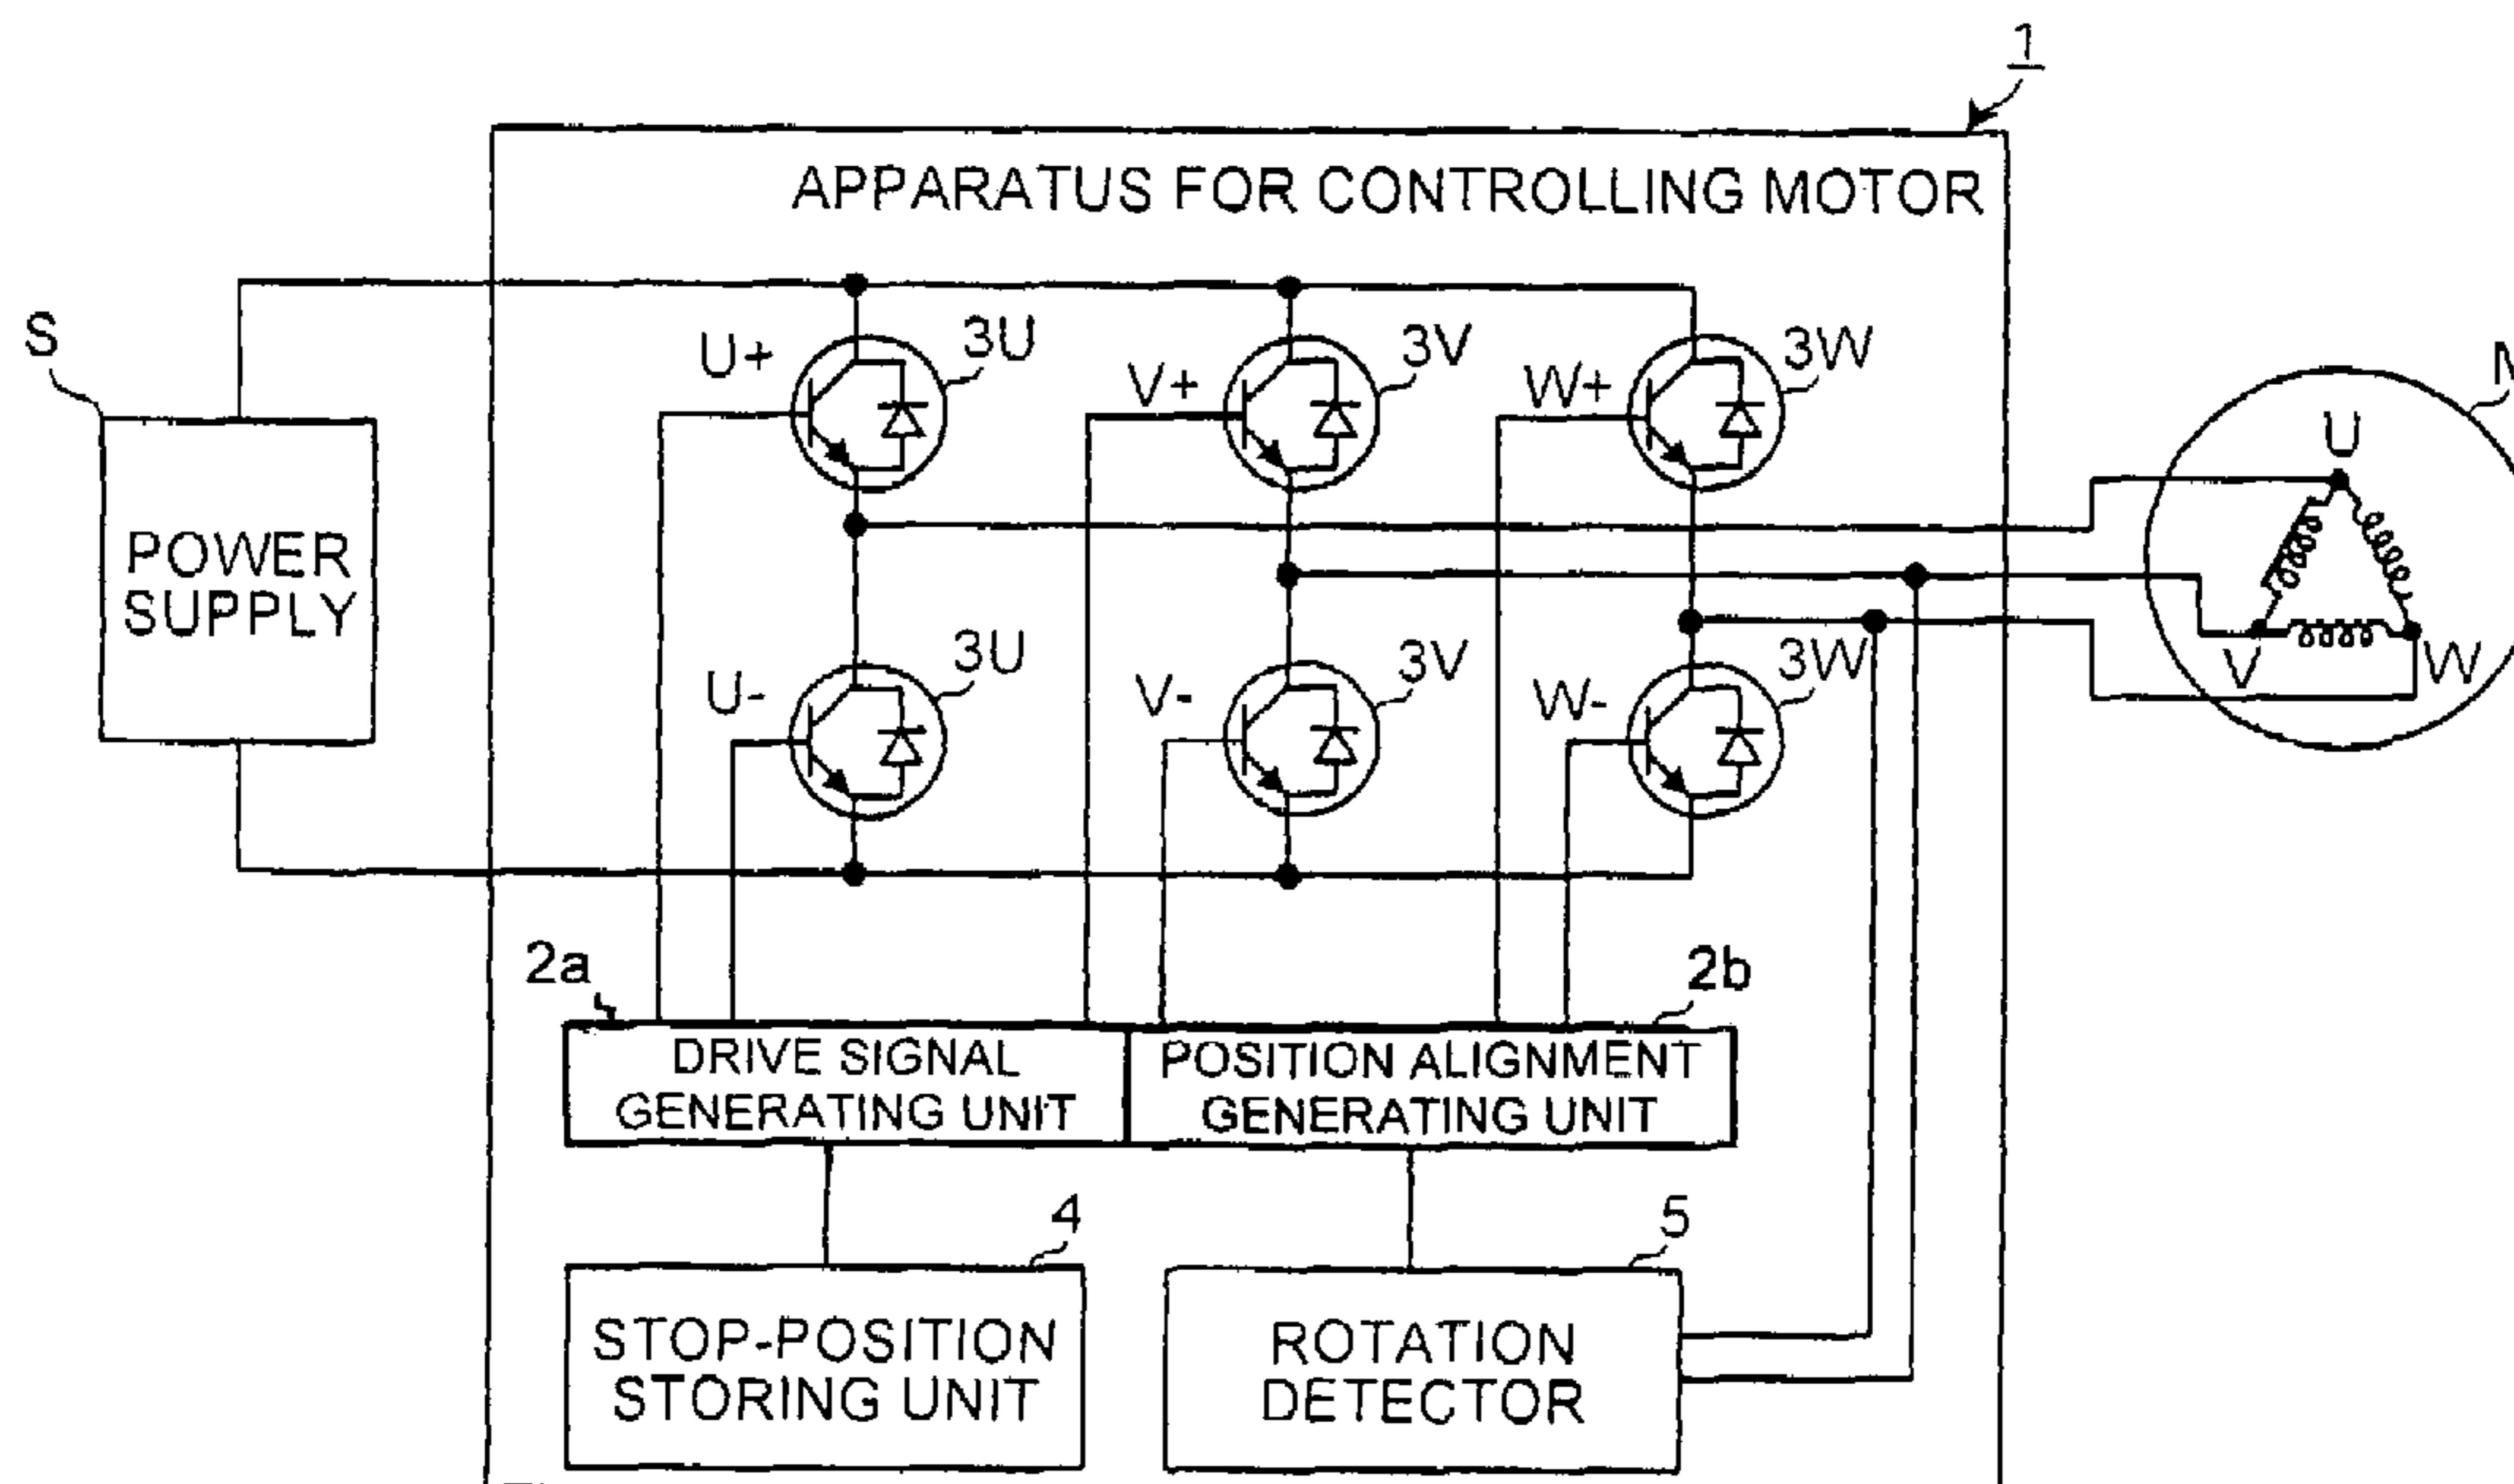 1
APPARATUS FOR CONTROLLING MOTOR
S
U+
3U
V+
3V
W+
3W
U
POWER
SUPPLY
U-
3U
V-
3V
W-
3W
V
W
2a
2b
DRIVE SIGNAL
GENERATING UNIT
POSITION ALIGNMENT
GENERATING UNIT
4
5
STOP-POSITION
STORING UNIT
ROTATION
DETECTOR